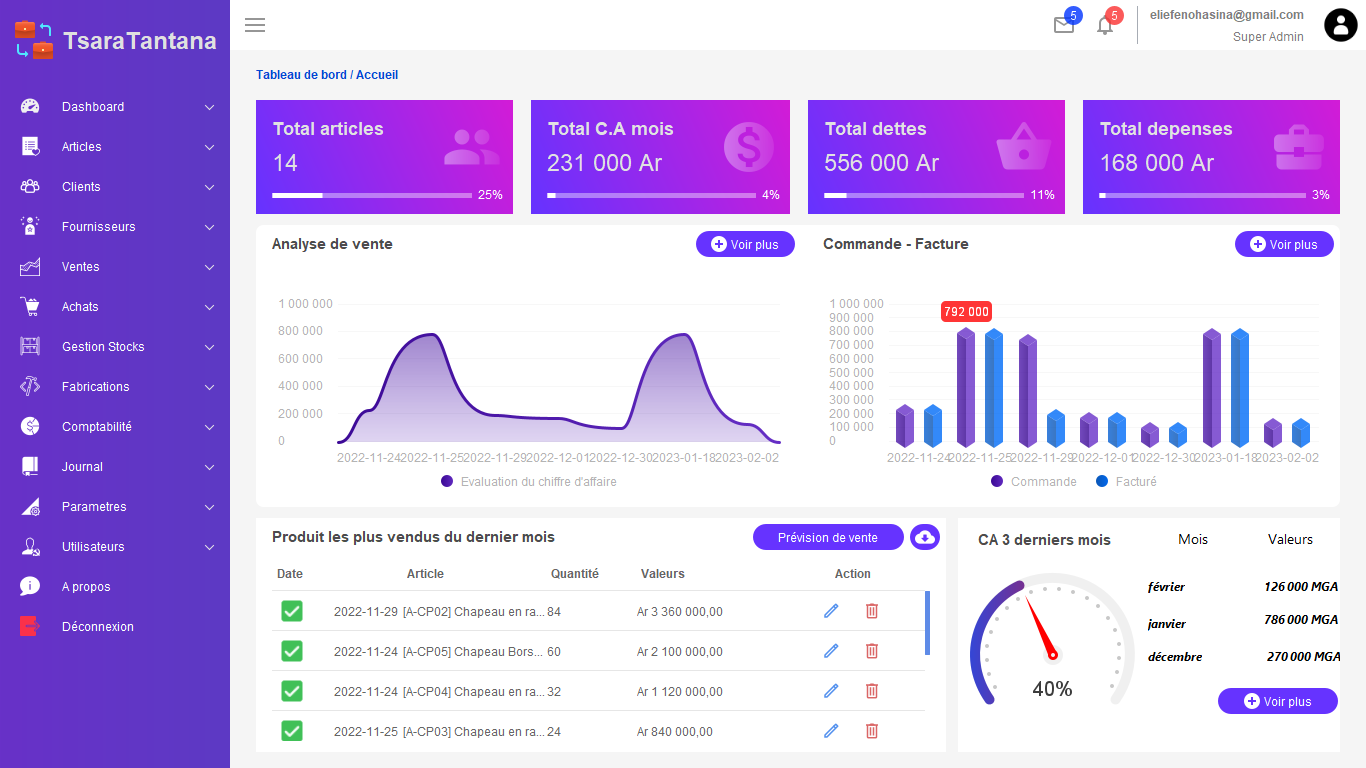 TsaraTantana
5
5
eliefenohasina@gmail.com
Super Admin
Dashboard
Articles
Clients
Fournisseurs
Ventes
Achats
Gestion Stocks
Fabrications
Comptabilité
Journal
Parametres
Utilisateurs
A propos
Déconnexion
Tableau de bord / Accueil
Total articles
14
25%
Total C.A mois
231 000 Ar
4%
Total dettes
556 000 Ar
11%
Total depenses
168 000 Ar
3%
Analyse de vente
Voir plus
1 000 000
800 000
600 000
400 000
200 000
0
2022-11-24 2022-11-25 2022-11-29 2022-12-01 2022-12-30 2023-01-18 2023-02-02
Evaluation du chiffre d'affaire
Commande - Facture
Voir plus
792 000
1 000 000
900 000
800 000
700 000
600 000
500 000
400 000
300 000
200 000
100 000
0
2022-11-24 2022-11-25 2022-11-29 2022-12-01 2022-12-30 2023-01-18 2023-02-02
Commande Facturé
Produit les plus vendus du dernier mois
Prévision de vente
Date Article Quantité Valeurs Action
2022-11-29 [A-CP02] Chapeau en ra... 84 Ar 3 360 000,00
2022-11-24 [A-CP05] Chapeau Bors... 60 Ar 2 100 000,00
2022-11-24 [A-CP04] Chapeau en ra... 32 Ar 1 120 000,00
2022-11-25 [A-CP03] Chapeau en ra... 24 Ar 840 000,00
CA 3 derniers mois
Mois Valeurs
février 126 000 MGA
janvier 786 000 MGA
décembre 270 000 MGA
40%
Voir plus